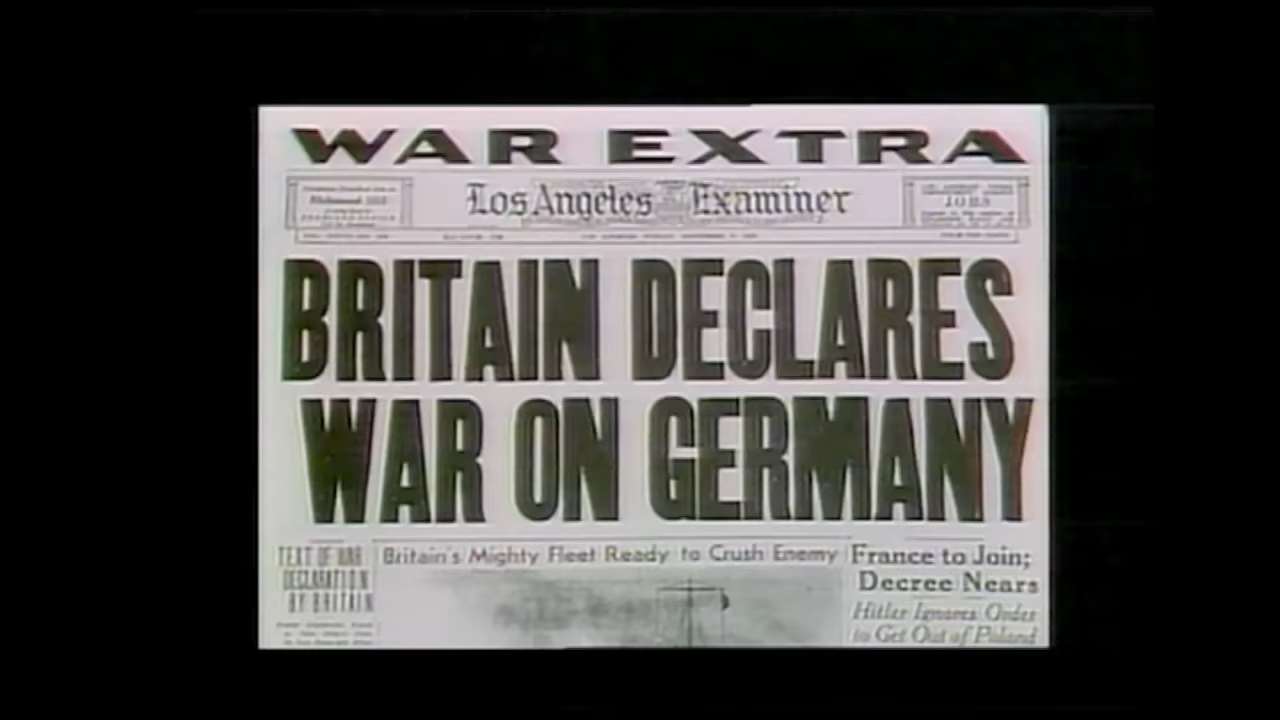 WAR EXTRA
Los Angeles Examiner
BRITAIN DECLARES
WAR ON GERMANY
TEXT OF WAR
DECLARATION
BY BRITAIN
Britain's Mighty Fleet Ready to Crush Enemy
France to Join;
Decree Nears
Hitler Ignores Order
to Get Out of Poland